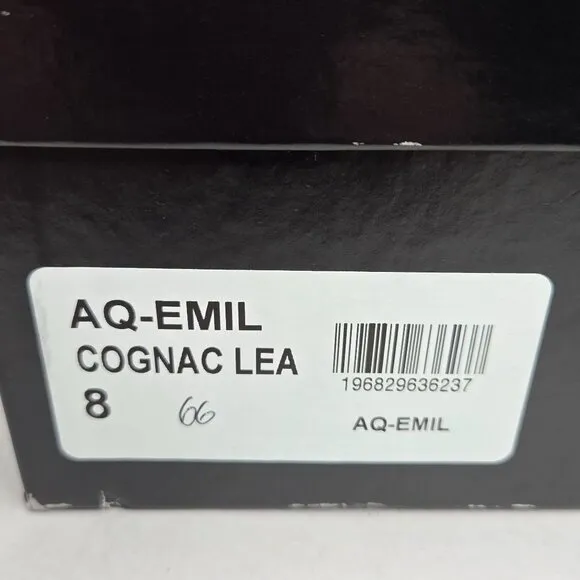 AQ-EMIL
COGNAC LEA
8 66
196829636237
AQ-EMIL